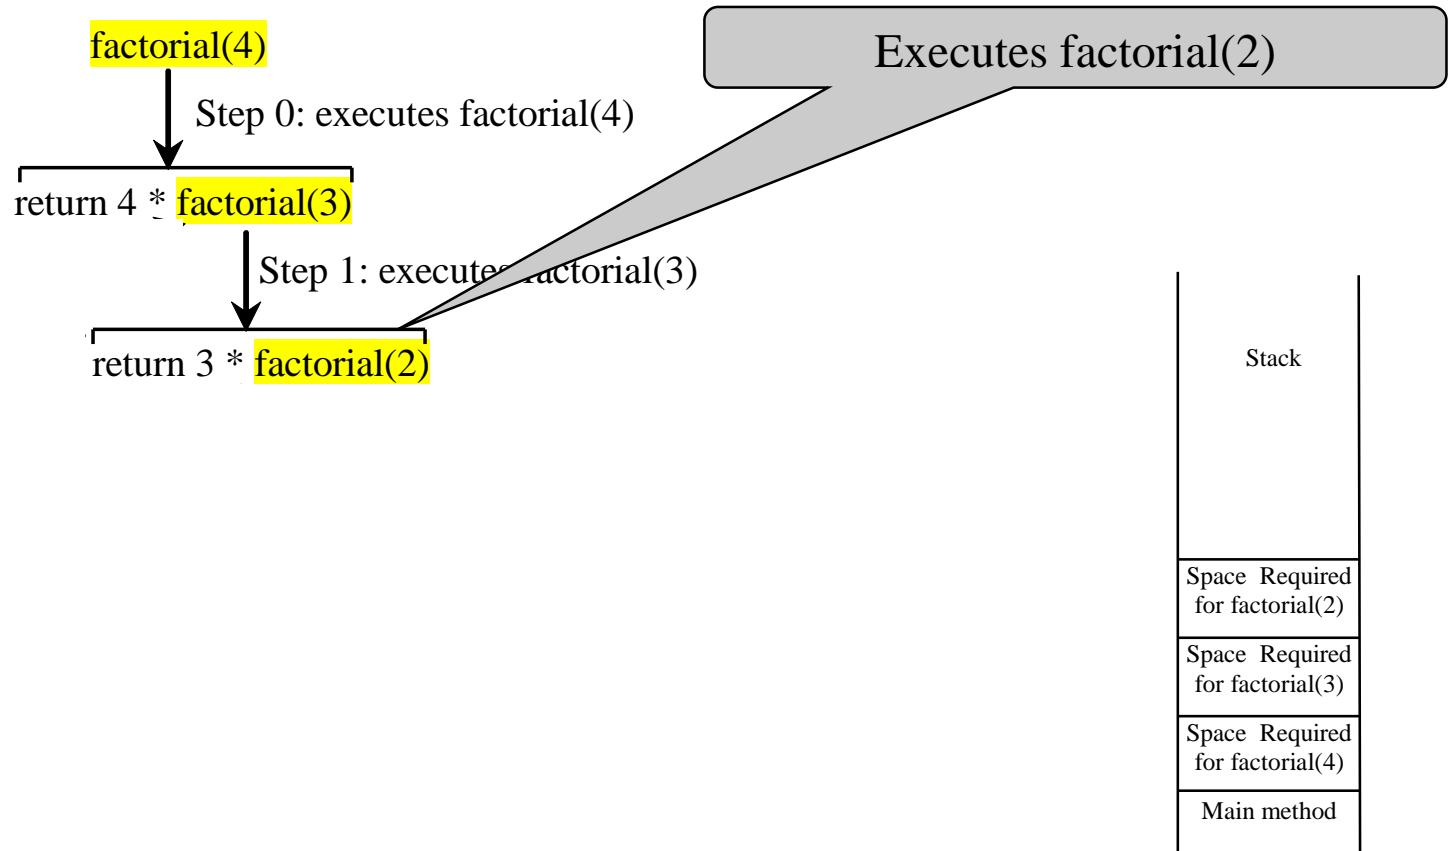 factorial(4)
Executes factorial(2)
Step 0: executes factorial(4)
return 4 * factorial(3)
Step 1: executes factorial(3)
return 3 * factorial(2)
Stack
Space Required
for factorial(2)
Space Required
for factorial(3)
Space Required
for factorial(4)
Main method